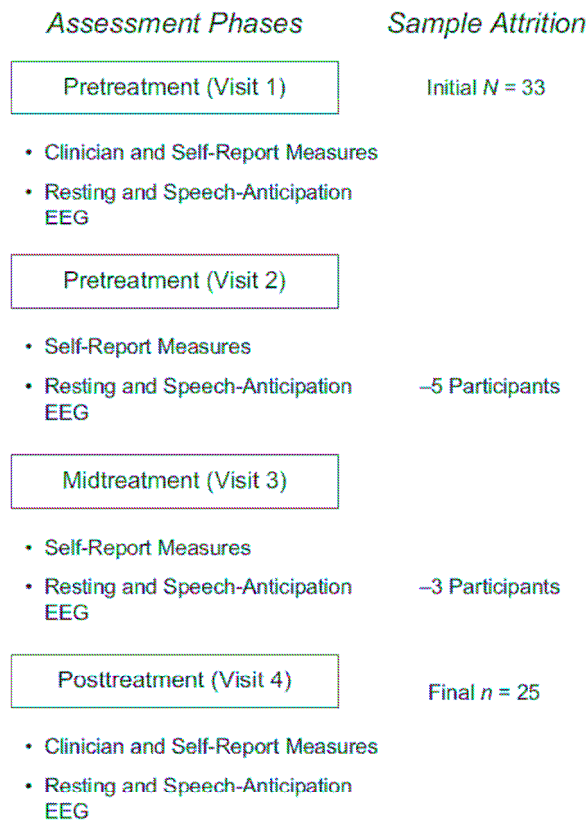 Assessment Phases Sample Attrition
Pretreatment (Visit 1) Initial N = 33
• Clinician and Self-Report Measures
• Resting and Speech-Anticipation
EEG
Pretreatment (Visit 2)
• Self-Report Measures
• Resting and Speech-Anticipation –5 Participants
EEG
Midtreatment (Visit 3)
• Self-Report Measures
• Resting and Speech-Anticipation –3 Participants
EEG
Posttreatment (Visit 4) Final n = 25
• Clinician and Self-Report Measures
• Resting and Speech-Anticipation
EEG